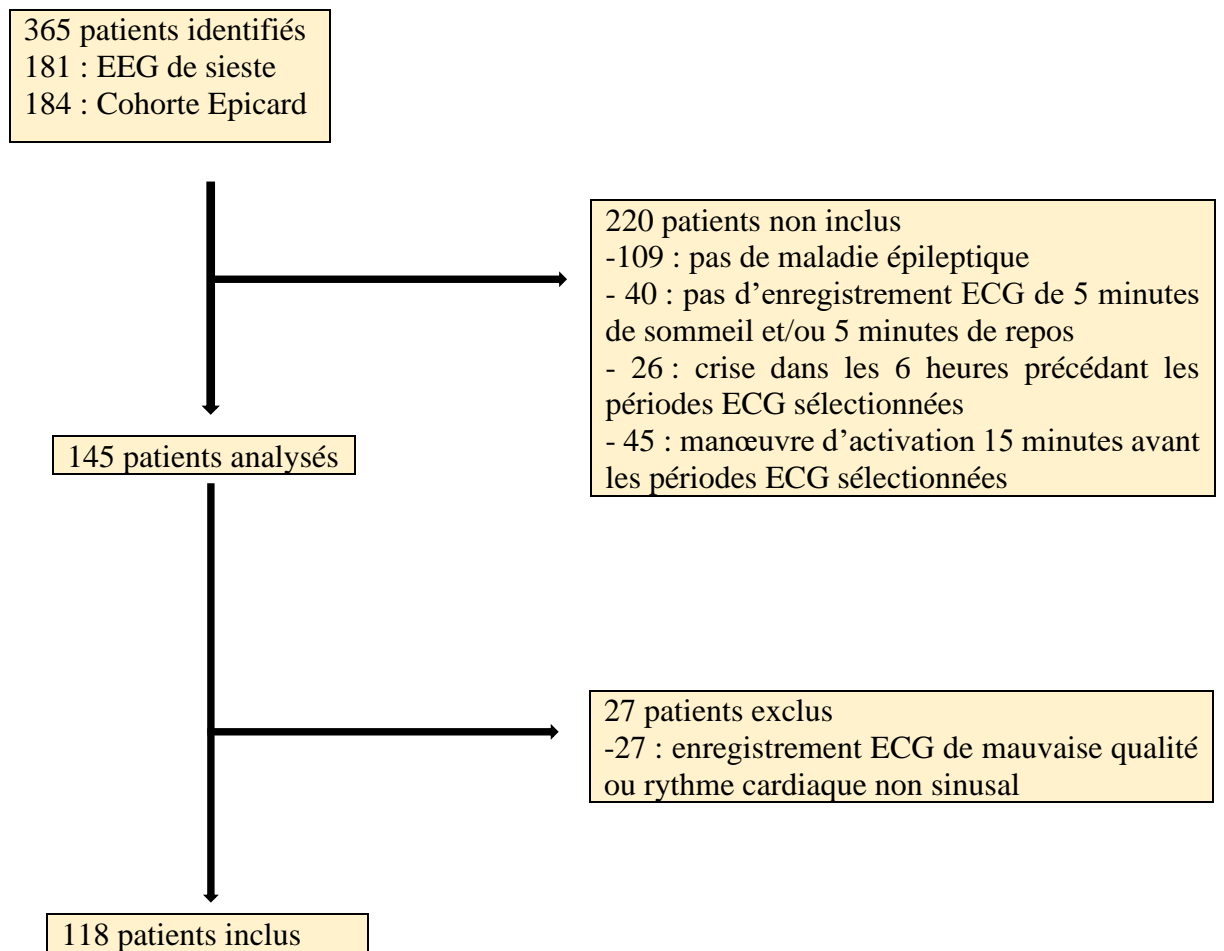 365 patients identifiés
181 : EEG de sieste
184 : Cohorte Epicard
220 patients non inclus
-109 : pas de maladie épileptique
- 40 : pas d’enregistrement ECG de 5 minutes
de sommeil et/ou 5 minutes de repos
- 26 : crise dans les 6 heures précédant les
périodes ECG sélectionnées
- 45 : manœuvre d’activation 15 minutes avant
les périodes ECG sélectionnées
145 patients analysés
27 patients exclus
-27 : enregistrement ECG de mauvaise qualité
ou rythme cardiaque non sinusal
118 patients inclus